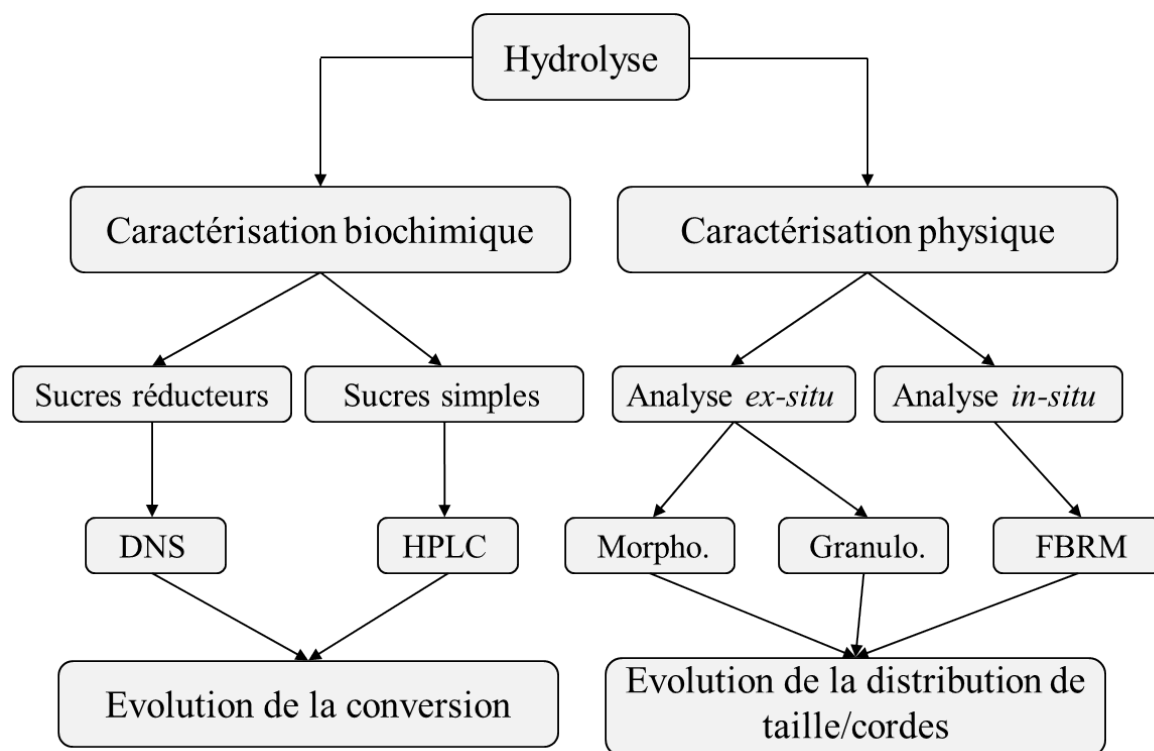 Hydrolyse
Caractérisation biochimique
Caractérisation physique
Sucres réducteurs
Sucres simples
Analyse ex-situ
Analyse in-situ
DNS
HPLC
Morpho.
Granulo.
FBRM
Evolution de la conversion
Evolution de la distribution de
taille/cordes